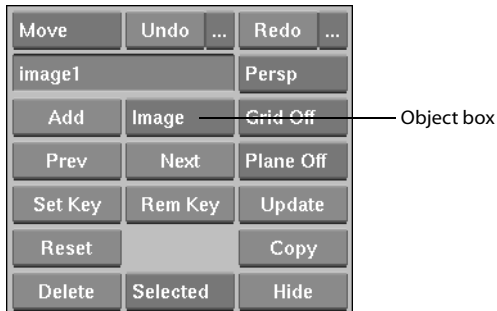 Move Undo ... Redo ...
image1 Persp
Add Image Grid Off Object box
Prev Next Plane Off
Set Key Rem Key Update
Reset Copy
Delete Selected Hide